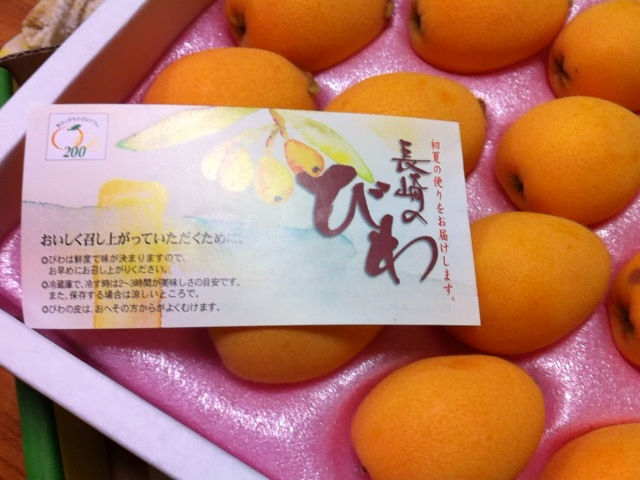 200
初夏の便りをお届けします。
長崎の
びわ
おいしく召し上がっていただくために。
◎びわは鮮度で味が決まりますので、
お早めにお召し上がりください。
◎冷蔵庫で、冷す時は2~3時間が美味しさの目安です。
また、保存する場合は涼しいところで。
◎びわの皮は、おへその方からがよくむけます。